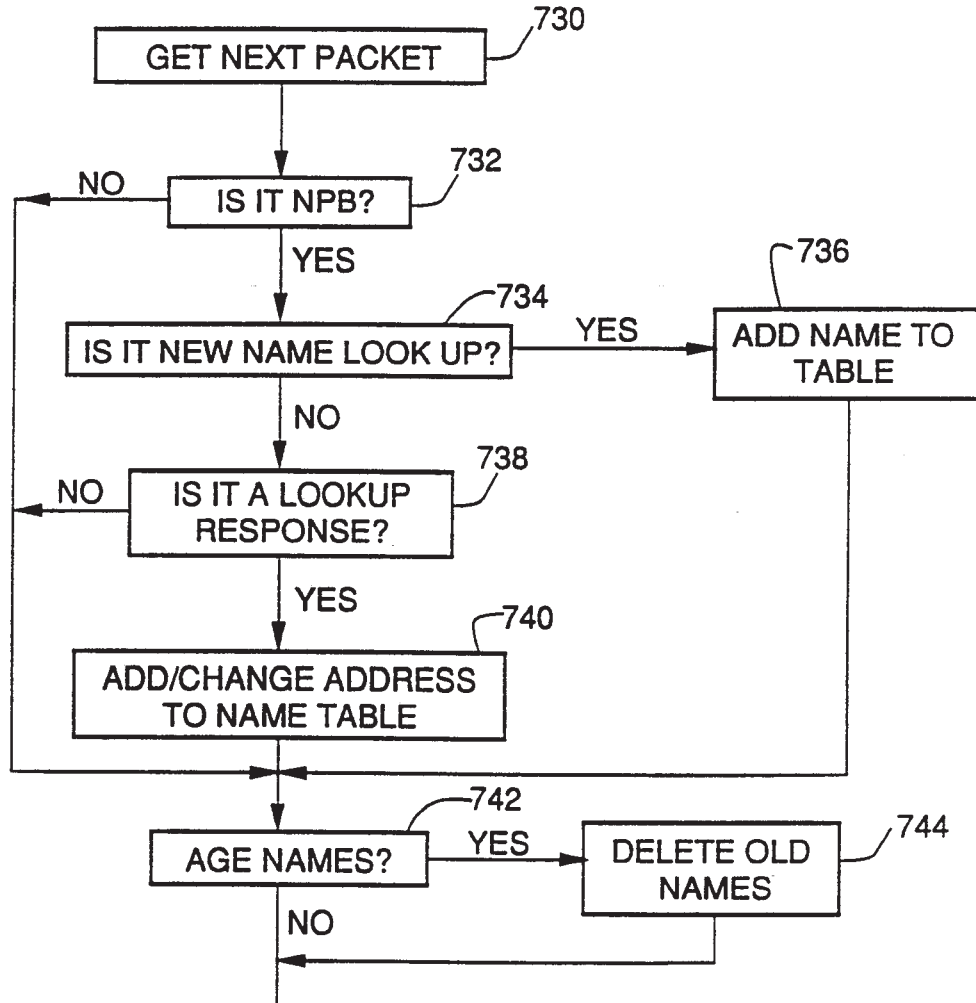 730
GET NEXT PACKET
732
NO
IS IT NPB?
YES
734
736
IS IT NEW NAME LOOK UP?
YES
ADD NAME TO
TABLE
NO
738
NO
IS IT A LOOKUP
RESPONSE?
YES
740
ADD/CHANGE ADDRESS
TO NAME TABLE
742
AGE NAMES?
YES
744
DELETE OLD
NAMES
NO